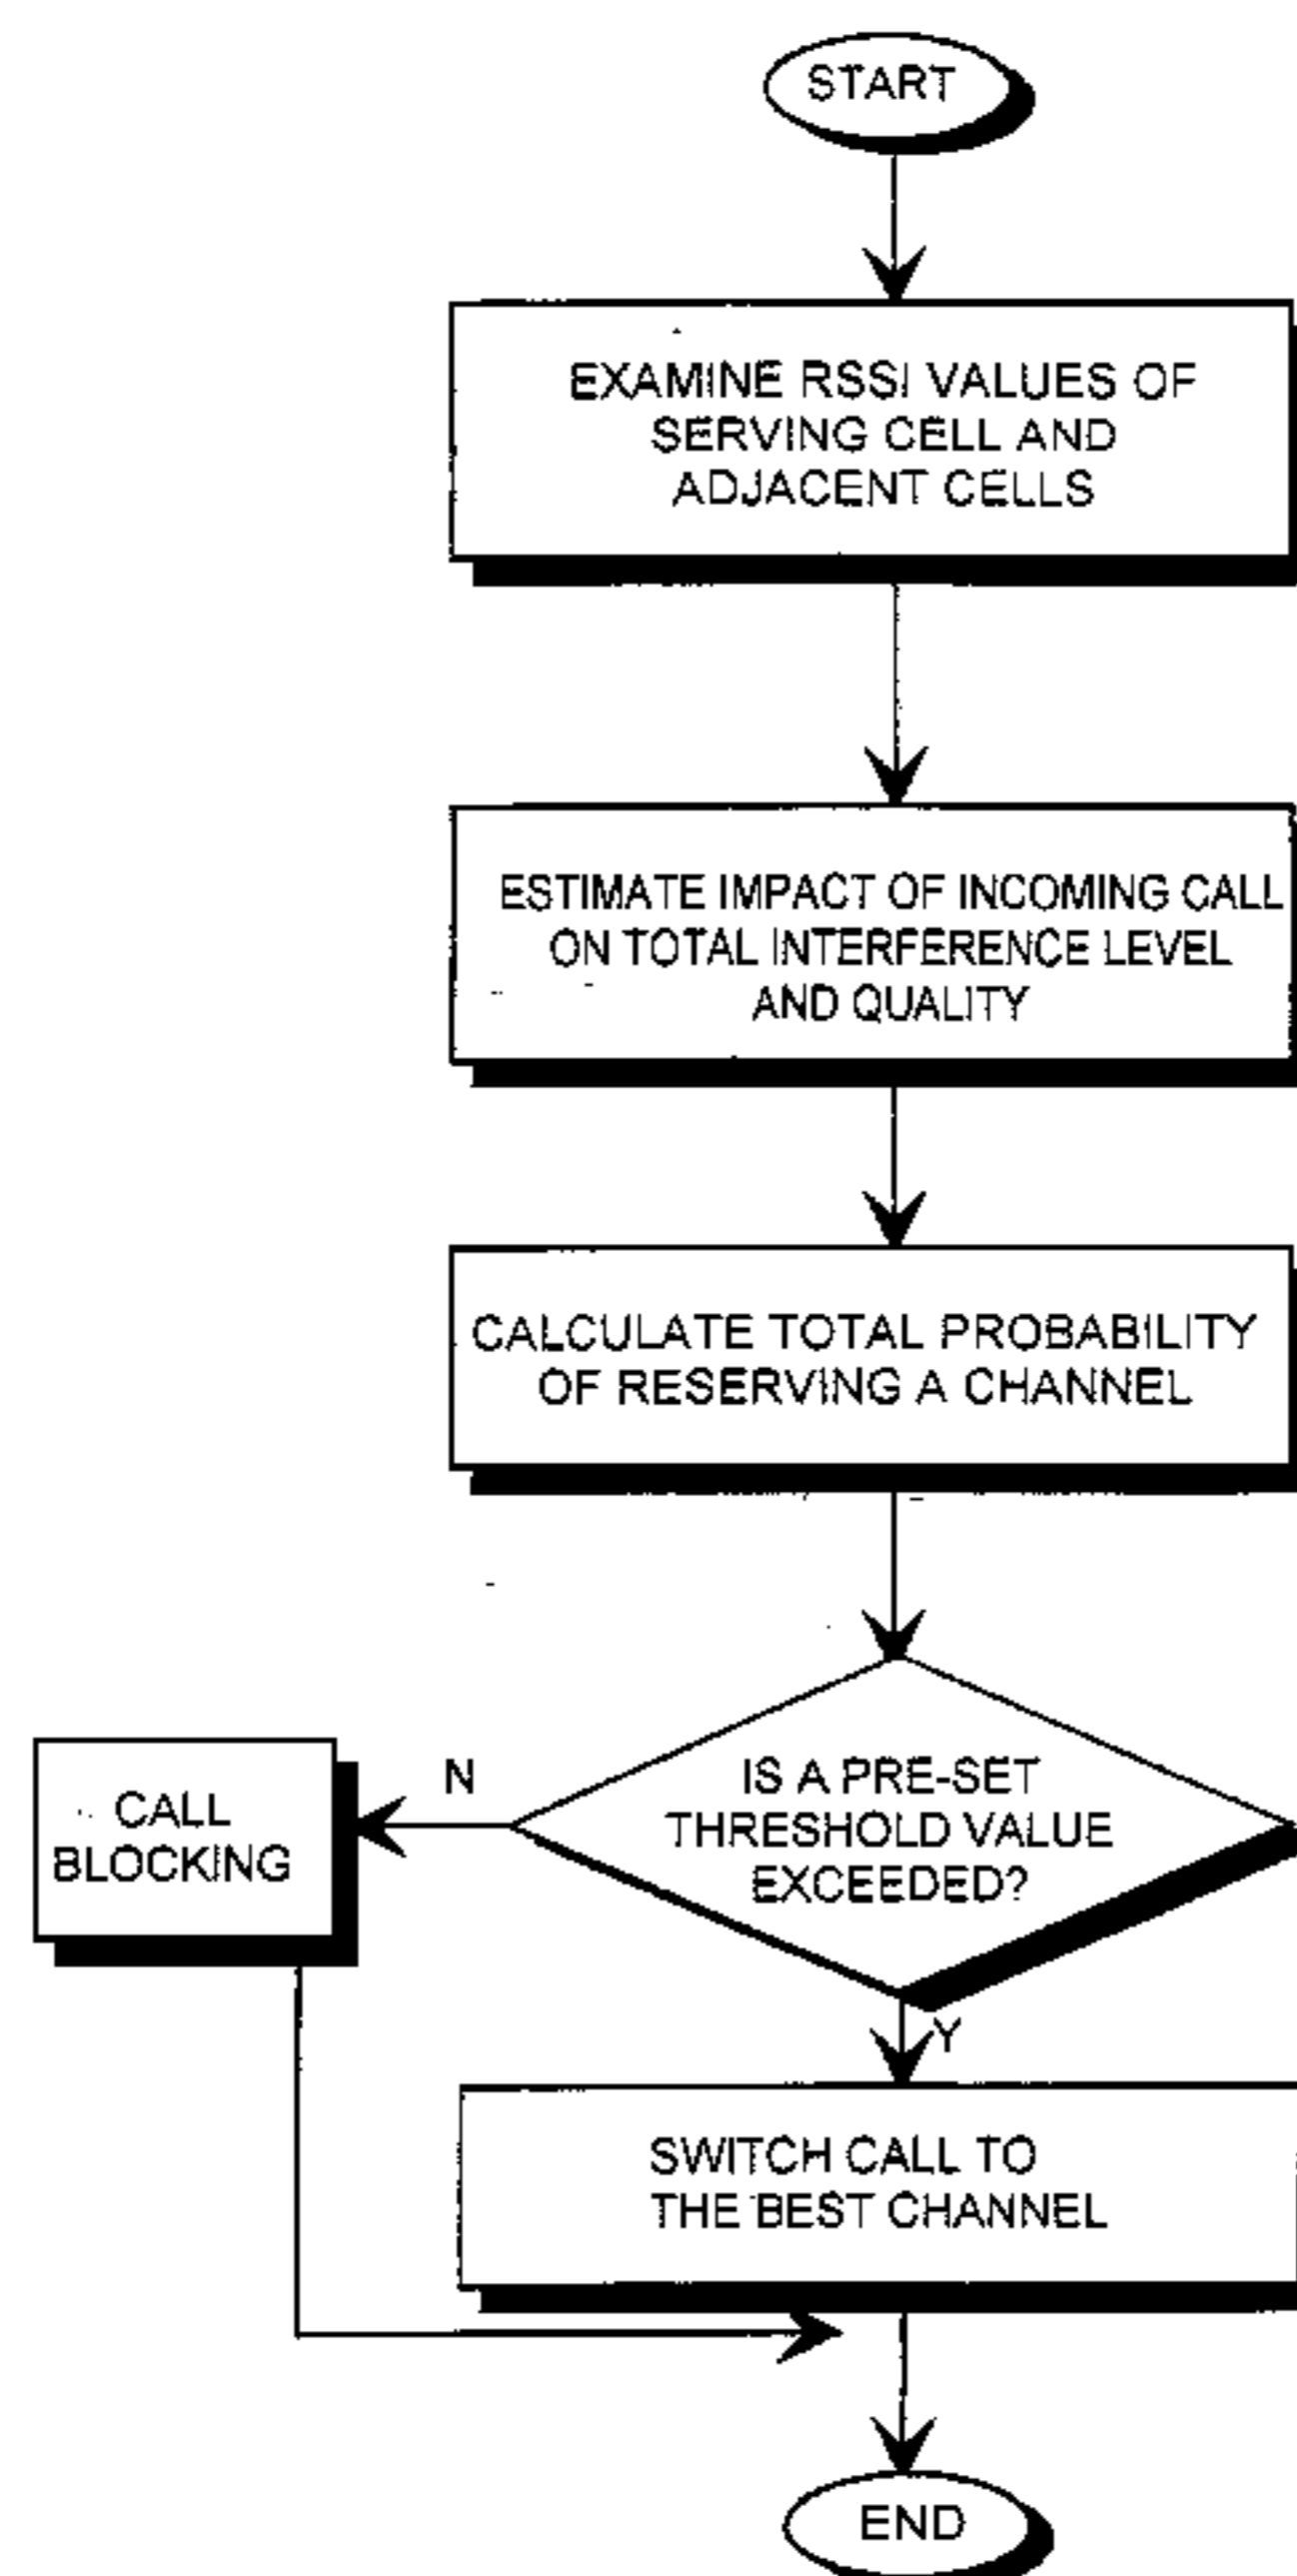 START
EXAMINE RSSI VALUES OF
SERVING CELL AND
ADJACENT CELLS
ESTIMATE IMPACT OF INCOMING CALL
ON TOTAL INTERFERENCE LEVEL
AND QUALITY
CALCULATE TOTAL PROBABILITY
OF RESERVING A CHANNEL
IS A PRE-SET
THRESHOLD VALUE
EXCEEDED?
N
CALL
BLOCKING
Y
SWITCH CALL TO
THE BEST CHANNEL
END